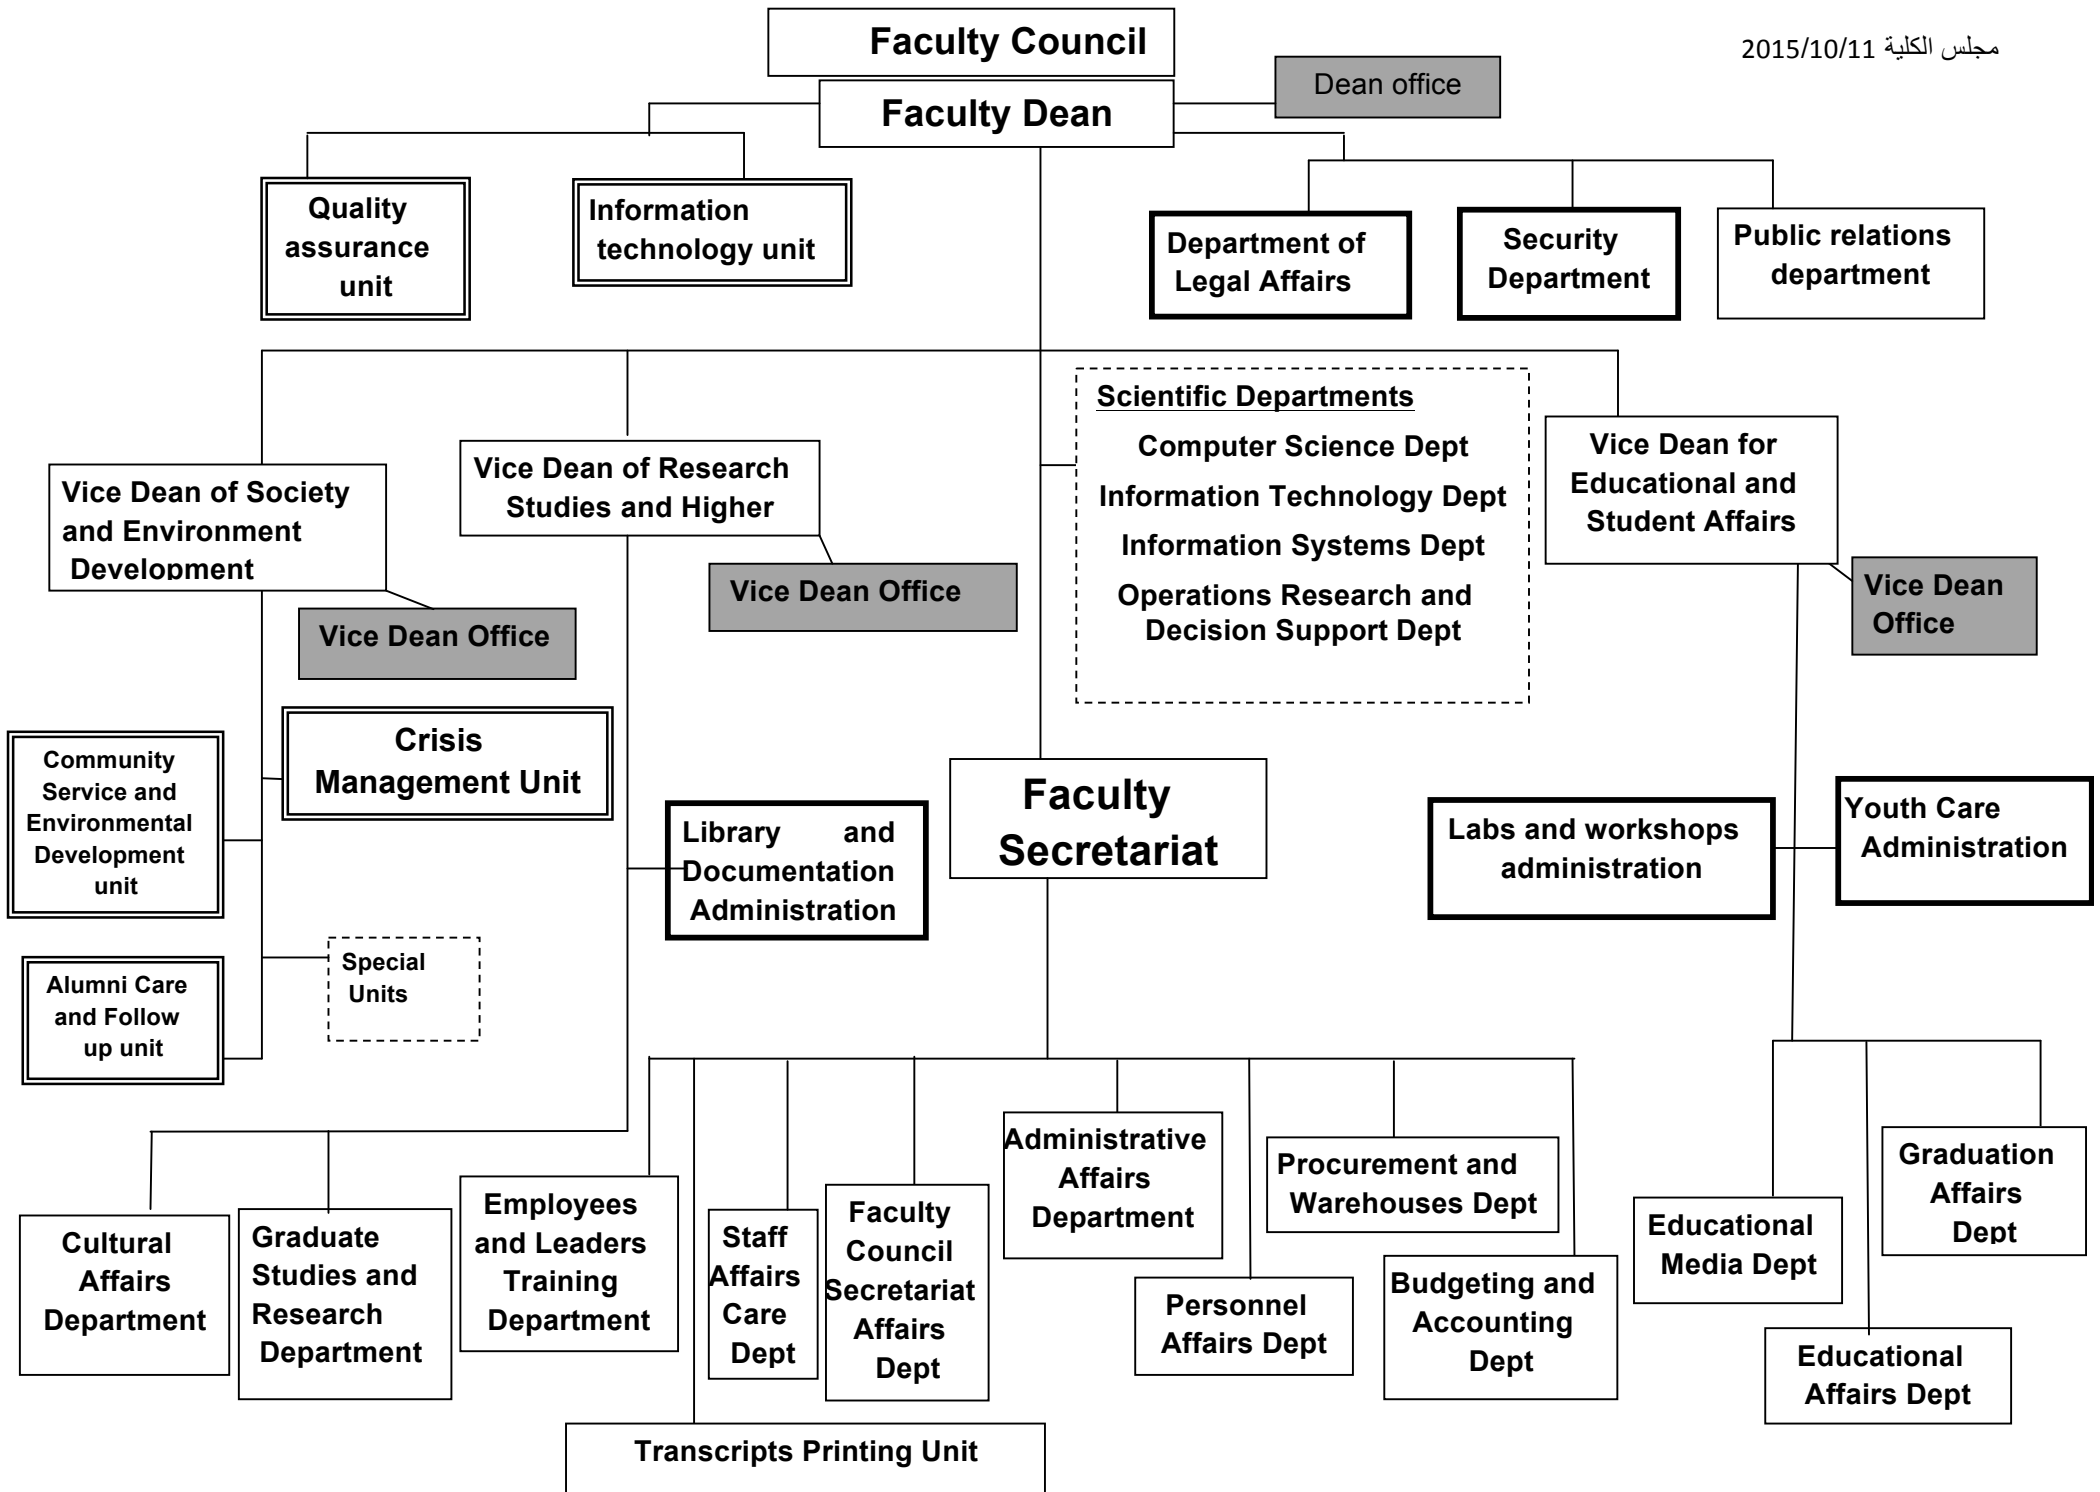 Faculty Council
مجلس الكلية 2015/10/11
Dean office
Faculty Dean
Quality
assurance
unit
Information
technology unit
Department of
Legal Affairs
Security
Department
Public relations
department
Vice Dean of Society
and Environment
Development
Vice Dean Office
Vice Dean of Research
Studies and Higher
Vice Dean Office
Scientific Departments
Computer Science Dept
Information Technology Dept
Information Systems Dept
Operations Research and
Decision Support Dept
Vice Dean for
Educational and
Student Affairs
Vice Dean
Office
Community
Service and
Environmental
Development
unit
Crisis
Management Unit
Library and
Documentation
Administration
Faculty
Secretariat
Labs and workshops
administration
Youth Care
Administration
Alumni Care
and Follow
up unit
Special
Units
Cultural
Affairs
Department
Graduate
Studies and
Research
Department
Employees
and Leaders
Training
Department
Staff
Affairs
Care
Dept
Faculty
Council
Secretariat
Affairs
Dept
Administrative
Affairs
Department
Personnel
Affairs Dept
Procurement and
Warehouses Dept
Budgeting and
Accounting
Dept
Educational
Media Dept
Educational
Affairs Dept
Graduation
Affairs
Dept
Transcripts Printing Unit